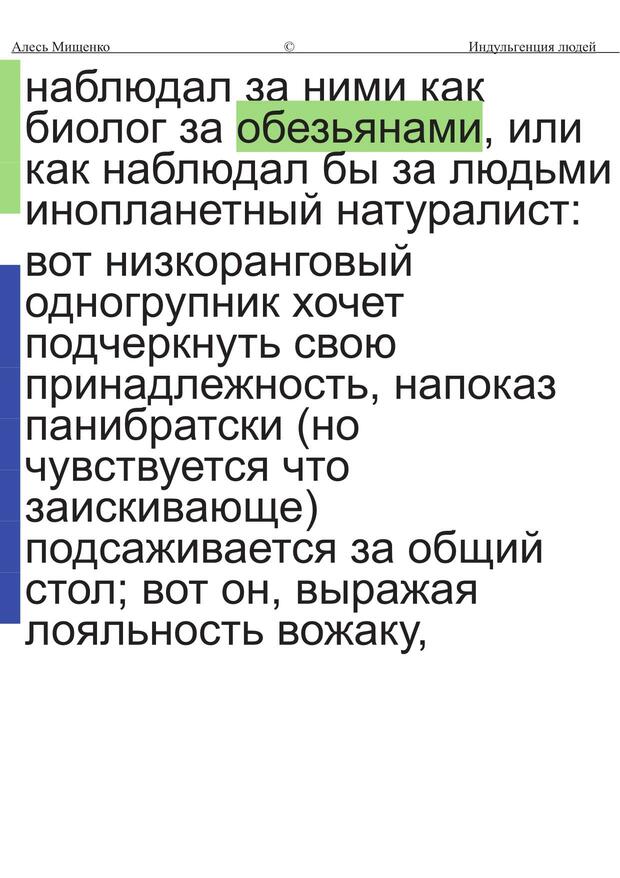 Алесь Мищенко © Индульгенция людей
наблюдал за ними как
биолог за обезьянами, или
как наблюдал бы за людьми
инопланетный натуралист:
вот низкоранговый
одногрупник хочет
подчеркнуть свою
принадлежность, напоказ
панибратски (но
чувствуется что
заискивающе)
подсаживается за общий
стол; вот он, выражая
лояльность вожаку,